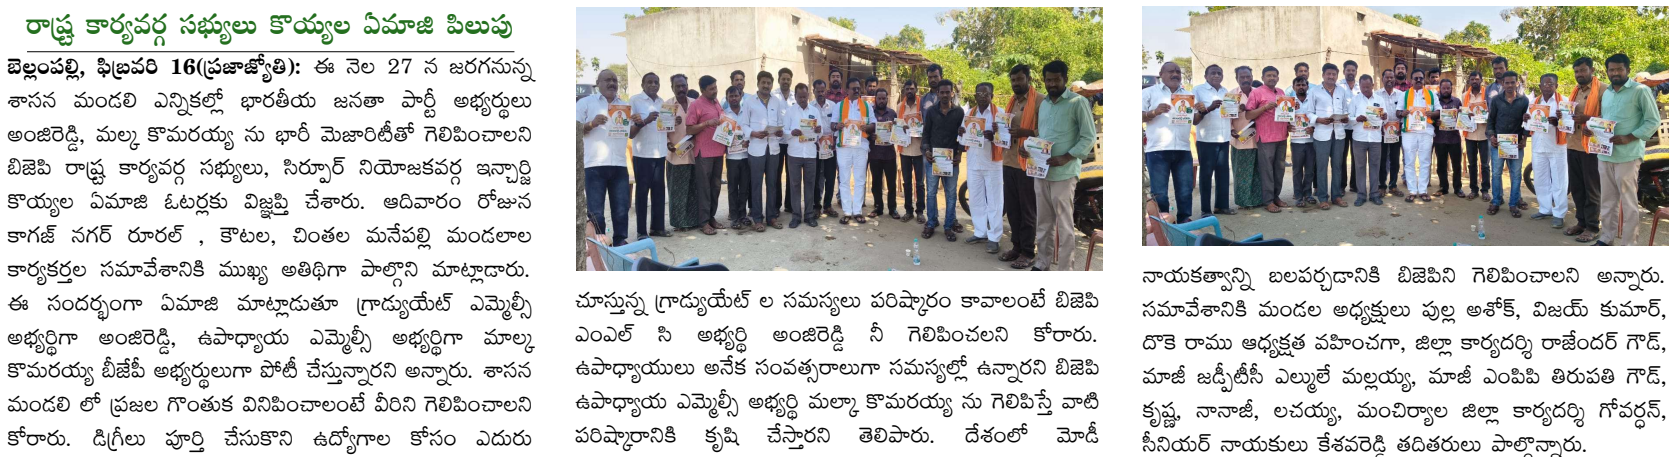 రాష్ట్ర కార్యవర్గ సభ్యులు కొయ్యల ఏమాజి పిలుపు
బెల్లంపల్లి, ఫిబ్రవరి 16(ప్రజాజ్యోతి): ఈ నెల 27 న జరగనున్న
శాసన మండలి ఎన్నికల్లో భారతీయ జనతా పార్టీ అభ్యర్థులు
అంజిరెడ్డి, మల్క కొమరయ్య ను భారీ మెజారిటీతో గెలిపించాలని
బిజెపి రాష్ట్ర కార్యవర్గ సభ్యులు, సిర్పూర్ నియోజకవర్గ ఇన్చార్జి
కొయ్యల ఏమాజి ఓటర్లకు విజ్ఞప్తి చేశారు. ఆదివారం రోజున
కాగజ్ నగర్ రూరల్ , కౌటల, చింతల మనేపల్లి మండలాల
కార్యకర్తల సమావేశానికి ముఖ్య అతిథిగా పాల్గొని మాట్లాడారు.
ఈ సందర్భంగా ఏమాజి మాట్లాడుతూ గ్రాడ్యుయేట్ ఎమ్మెల్సీ
అభ్యర్థిగా అంజిరెడ్డి, ఉపాధ్యాయ ఎమ్మెల్సీ అభ్యర్థిగా మాల్క
కొమరయ్య బీజేపీ అభ్యర్థులుగా పోటీ చేస్తున్నారని అన్నారు. శాసన
మండలి లో ప్రజల గొంతుక వినిపించాలంటే వీరిని గెలిపించాలని
కోరారు. డిగ్రీలు పూర్తి చేసుకొని ఉద్యోగాల కోసం ఎదురు
చూస్తున్న గ్రాడ్యుయేట్ ల సమస్యలు పరిష్కారం కావాలంటే బిజెపి
ఎంఎల్ సి అభ్యర్థి అంజిరెడ్డి నీ గెలిపించలని కోరారు.
ఉపాధ్యాయులు అనేక సంవత్సరాలుగా సమస్యల్లో ఉన్నారని బిజెపి
ఉపాధ్యాయ ఎమ్మెల్సీ అభ్యర్థి మల్కా కొమరయ్య ను గెలిపిస్తే వాటి
పరిష్కారానికి కృషి చేస్తారని తెలిపారు. దేశంలో మోడీ
నాయకత్వాన్ని బలపర్చడానికి బిజెపిని గెలిపించాలని అన్నారు.
సమావేశానికి మండల అధ్యక్షులు పుల్ల అశోక్, విజయ్ కుమార్,
దొకె రాము ఆధ్యక్షత వహించగా, జిల్లా కార్యదర్శి రాజేందర్ గౌడ్,
మాజీ జడ్పీటీసీ ఎల్ములే మల్లయ్య, మాజీ ఎంపిపి తిరుపతి గౌడ్,
కృష్ణ, నానాజీ, లచయ్య, మంచిర్యాల జిల్లా కార్యదర్శి గోవర్ధన్,
సీనియర్ నాయకులు కేశవరెడ్డి తదితరులు పాల్గొన్నారు.